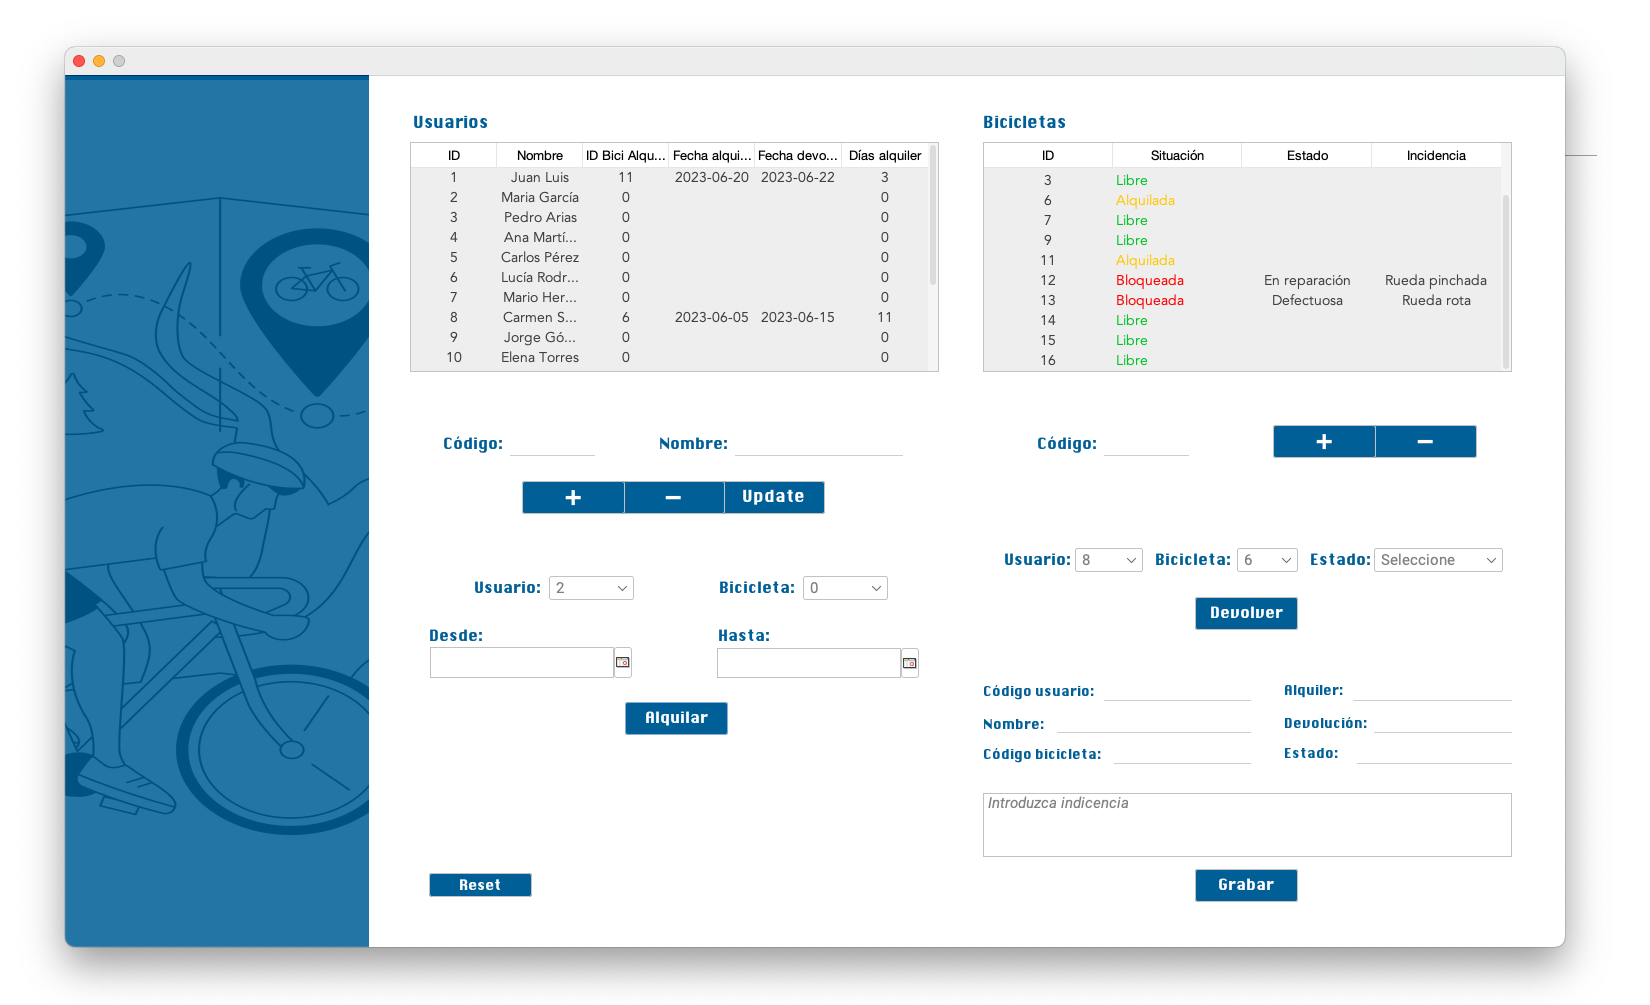 Usuarios
ID Nombre ID Bici Alqu... Fecha alqui... Fecha devo... Días alquiler
1 Juan Luis 11 2023-06-20 2023-06-22 3
2 Maria García 0 0
3 Pedro Arias 0 0
4 Ana Martí... 0 0
5 Carlos Pérez 0 0
6 Lucía Rodr... 0 0
7 Mario Her... 0 0
8 Carmen S... 6 2023-06-05 2023-06-15 11
9 Jorge Gó... 0 0
10 Elena Torres 0 0
Código: Nombre:
+ − Update
Usuario: 2 Bicicleta: 0
Desde: Hasta:
Alquilar
Reset
Bicicletas
ID Situación Estado Incidencia
3 Libre
6 Alquilada
7 Libre
9 Libre
11 Alquilada
12 Bloqueada En reparación Rueda pinchada
13 Bloqueada Defectuosa Rueda rota
14 Libre
15 Libre
16 Libre
Código: + −
Usuario: 8 Bicicleta: 6 Estado: Seleccione
Devolver
Código usuario: Alquiler:
Nombre: Devolución:
Código bicicleta: Estado:
Introduzca indicencia
Grabar